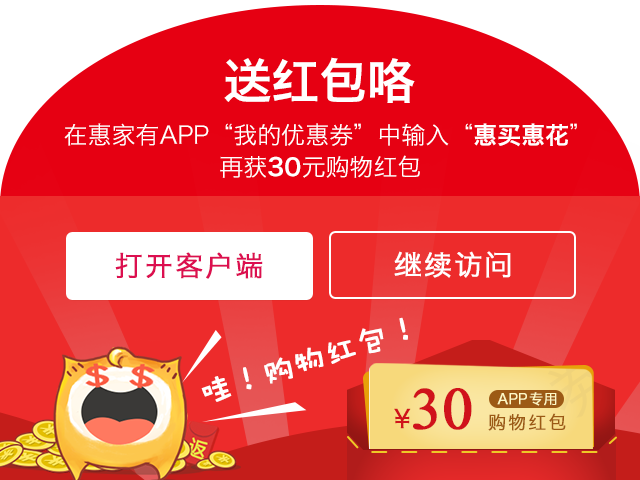 送红包咯
在惠家有APP“我的优惠券”中输入“惠买惠花”
再获30元购物红包
打开客户端
继续访问
哇！购物红包！
¥30
APP专用
购物红包
返